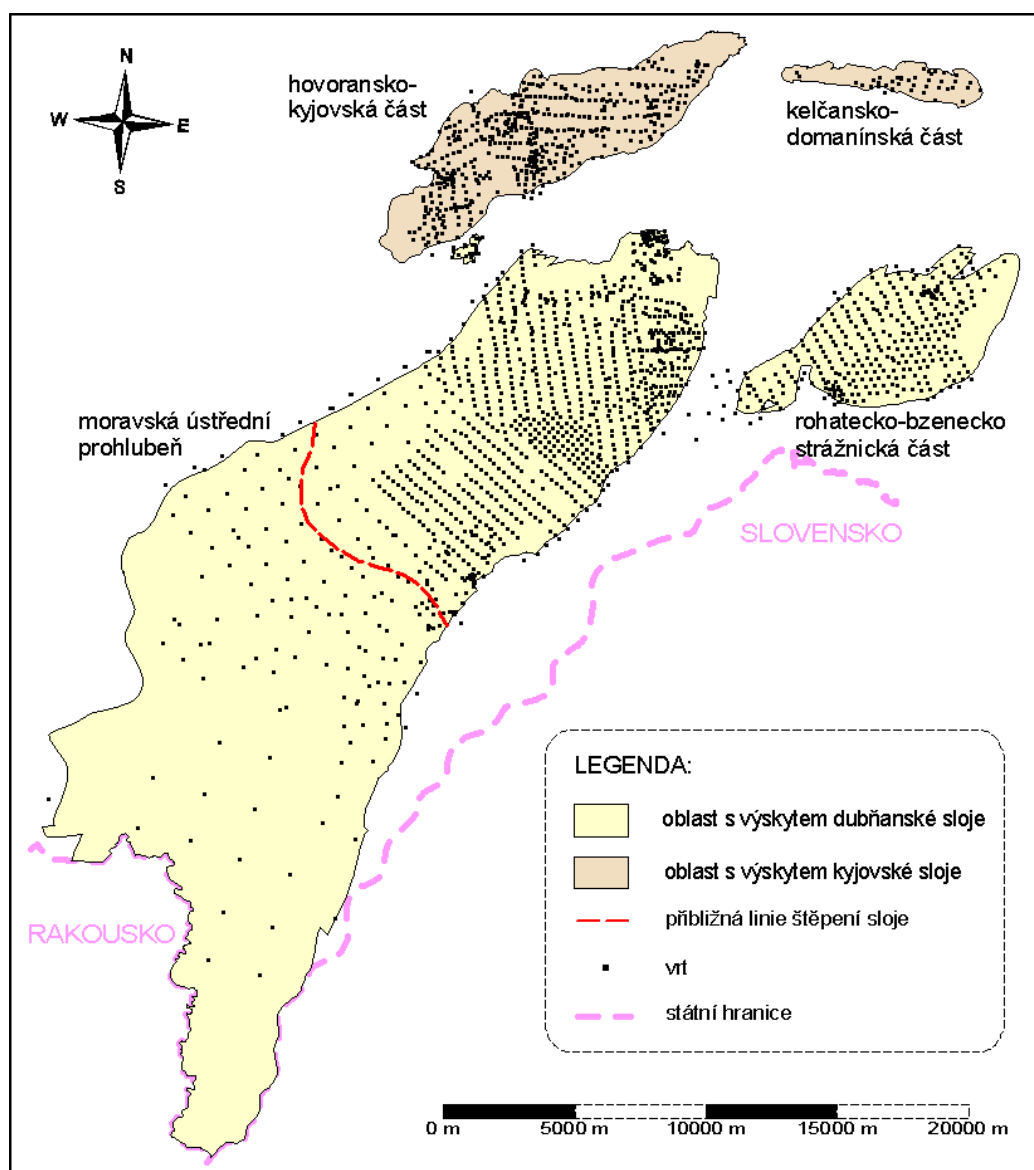 N
W
E
S
hovoransko-
kyjovská část
kelčansko-
domanínská část
moravská ústřední
prohlubeň
rohatecko-bzenecko
strážnická část
SLOVENSKO
RAKOUSKO
LEGENDA:
oblast s výskytem dubňanské sloje
oblast s výskytem kyjovské sloje
přibližná linie štěpení sloje
vrt
státní hranice
0 m 5000 m 10000 m 15000 m 20000 m